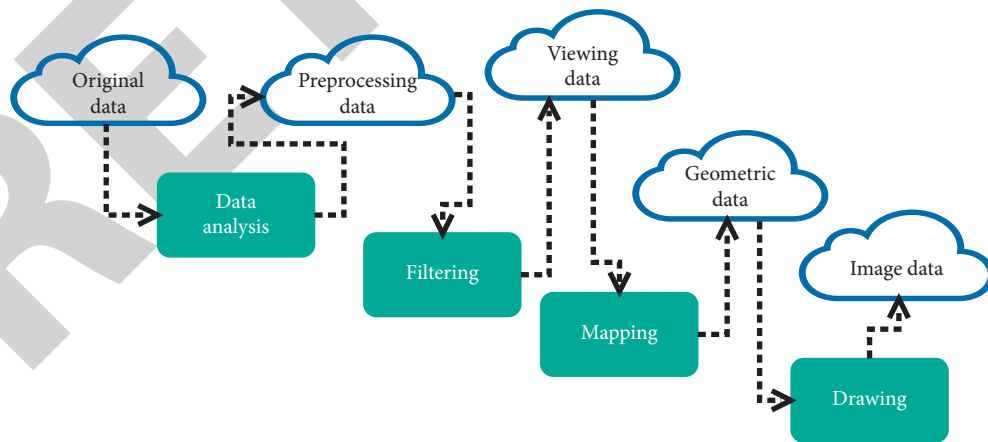 Original
data
Preprocessing
data
Viewing
data
Geometric
data
Image data
Data
analysis
Filtering
Mapping
Drawing